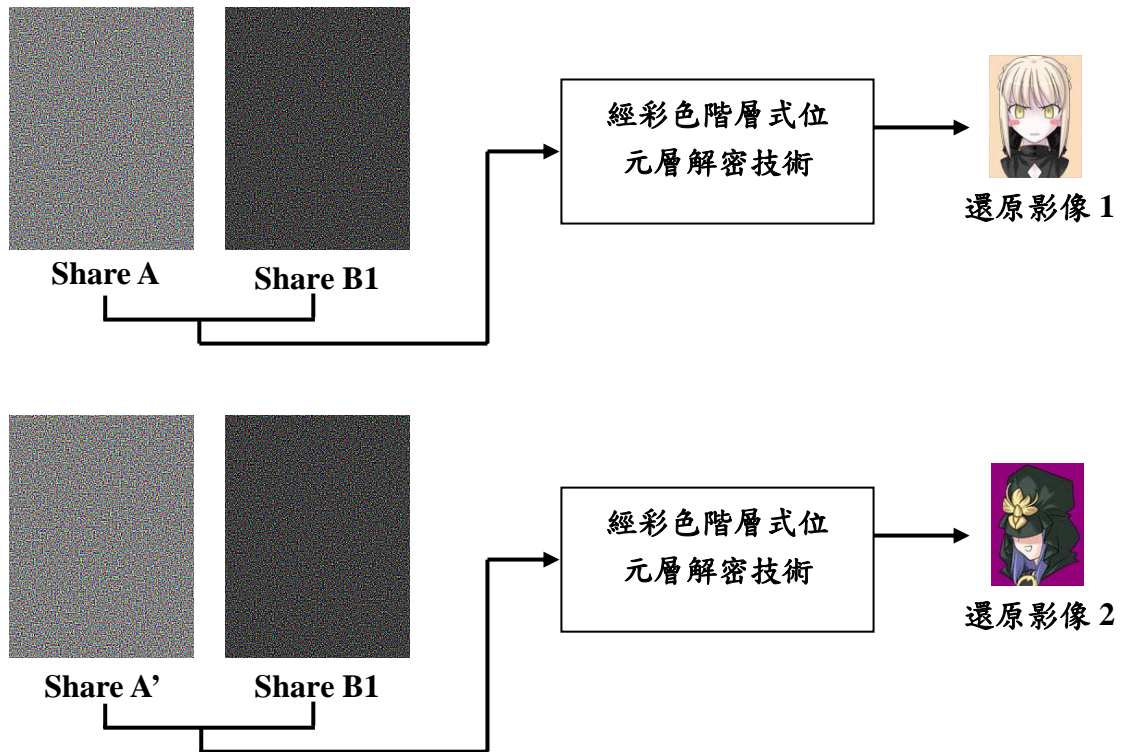 經彩色階層式位
元層解密技術
還原影像 1
Share A
Share B1
經彩色階層式位
元層解密技術
還原影像 2
Share A’
Share B1